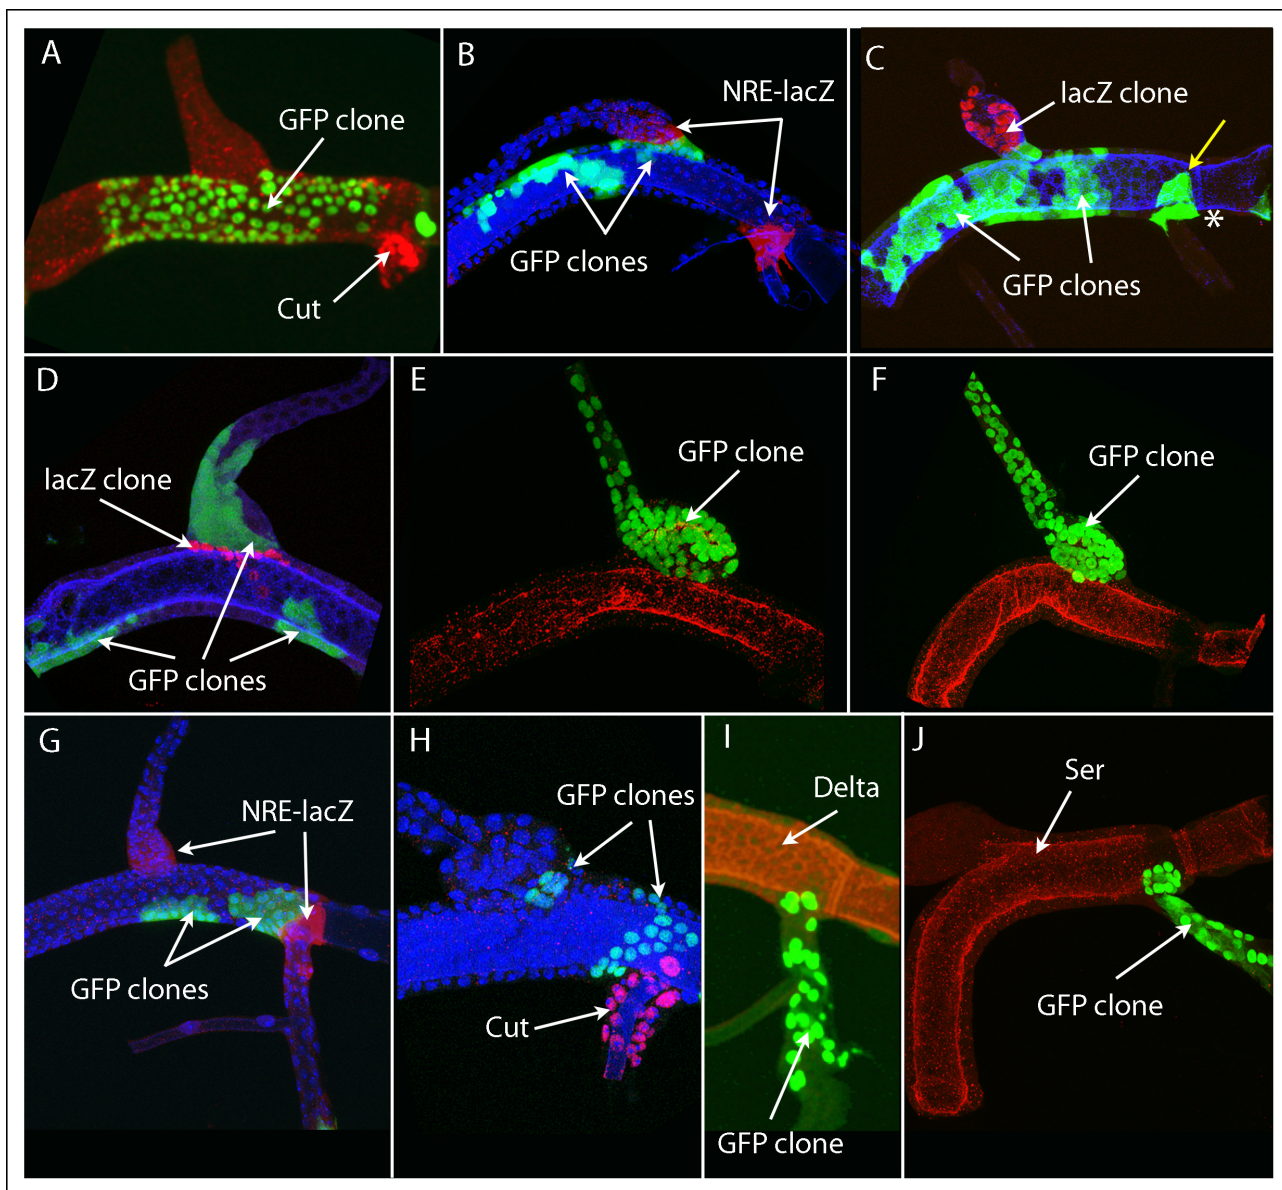 A
GFP clone
Cut
B
NRE-lacZ
GFP clones
C
lacZ clone
*
GFP clones
D
lacZ clone
GFP clones
E
GFP clone
F
GFP clone
G
NRE-lacZ
GFP clones
H
GFP clones
Cut
I
Delta
GFP clone
J
Ser
GFP clone